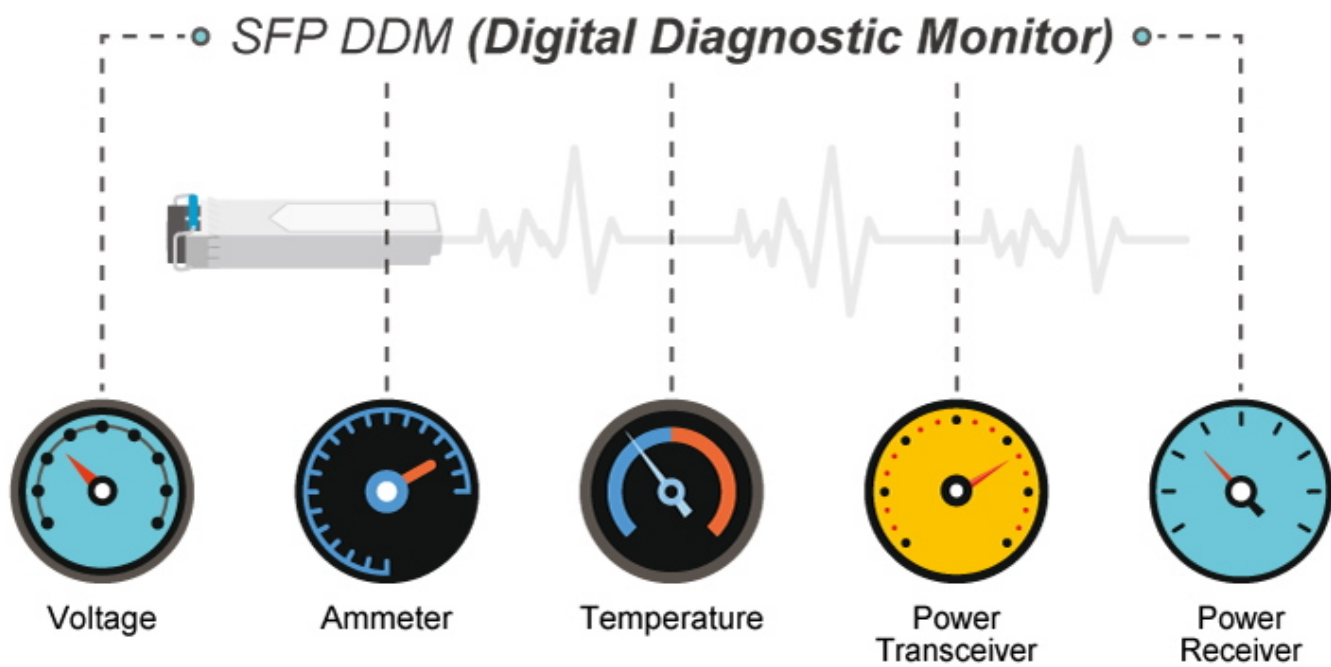 SFP DDM (Digital Diagnostic Monitor)
Voltage
Ammeter
Temperature
Power
Transceiver
Power
Receiver